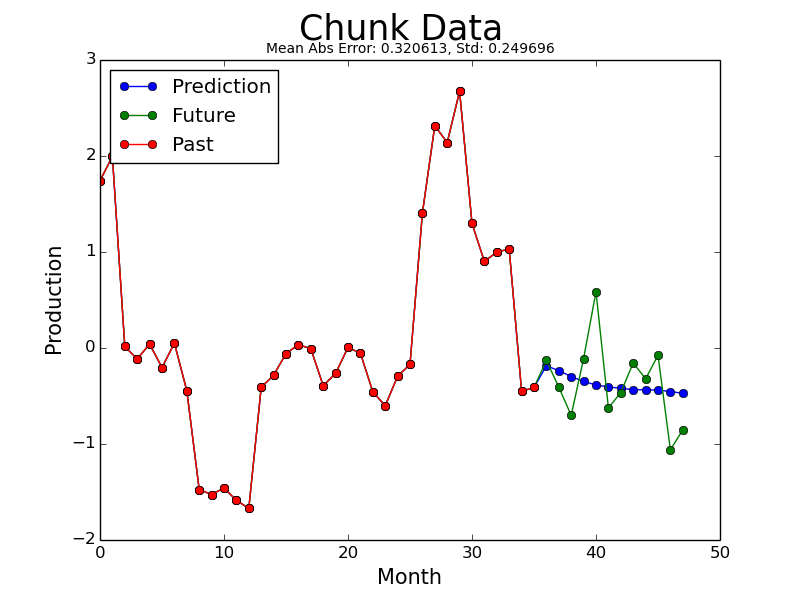 Chunk Data
Mean Abs Error: 0.320613, Std: 0.249696
3
2
1
0
−1
−2
Production
Prediction
Future
Past
0 10 20 30 40 50
Month